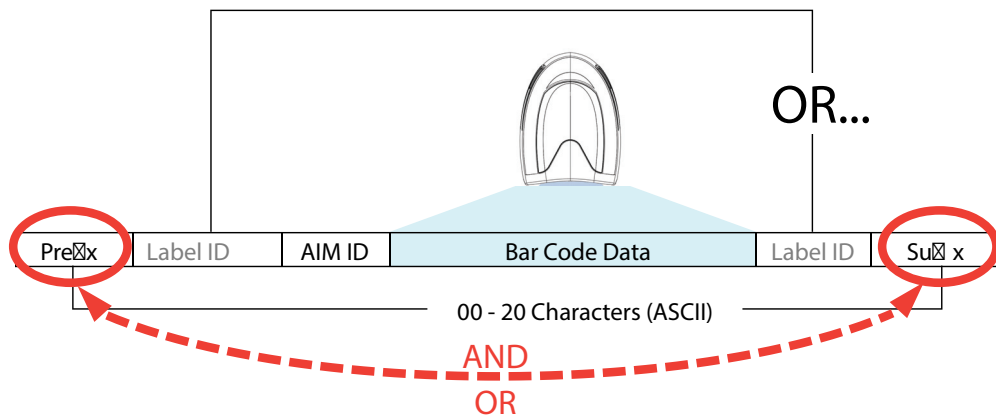 OR...
Pre☒x Label ID AIM ID Bar Code Data Label ID Su☒ x
00 - 20 Characters (ASCII)
AND
OR